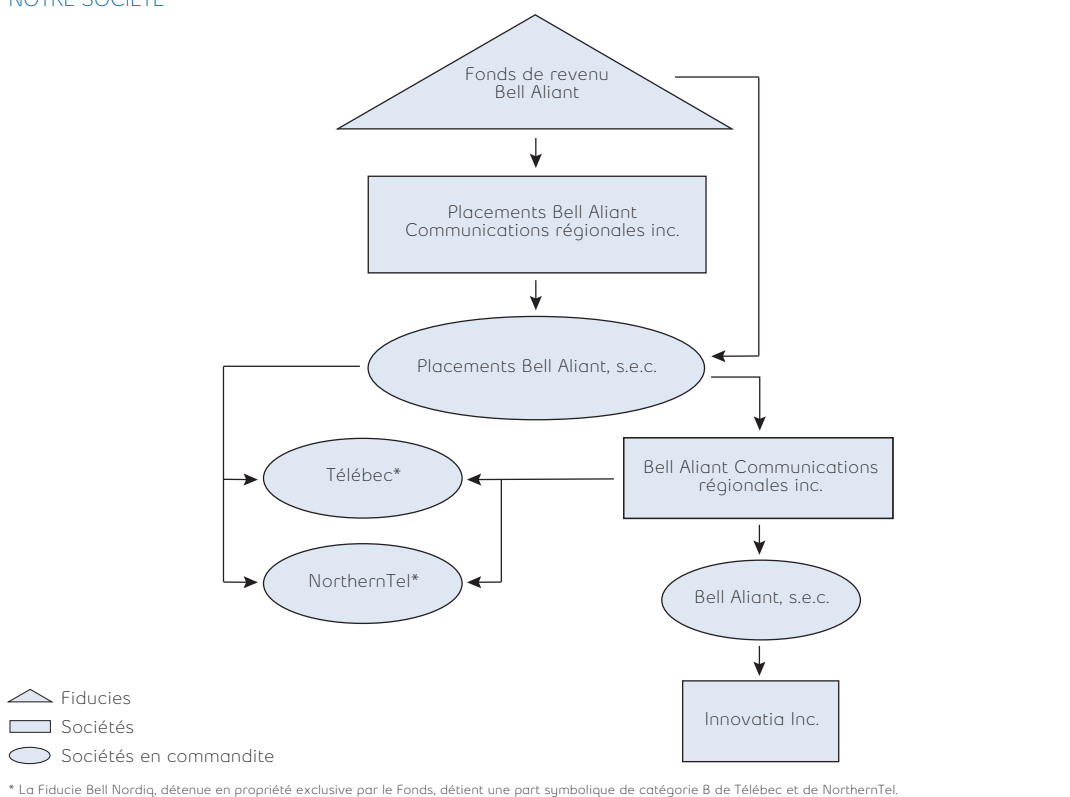 NOTRE SOCIÉTÉ
Fonds de revenu
Bell Aliant
Placements Bell Aliant
Communications régionales inc.
Placements Bell Aliant, s.e.c.
Télébec*
Bell Aliant Communications
régionales inc.
NorthernTel*
Bell Aliant, s.e.c.
Innovatia Inc.
Fiducies
Sociétés
Sociétés en commandite
* La Fiducie Bell Nordiq, détenue en propriété exclusive par le Fonds, détient une part symbolique de catégorie B de Télébec et de NorthernTel.